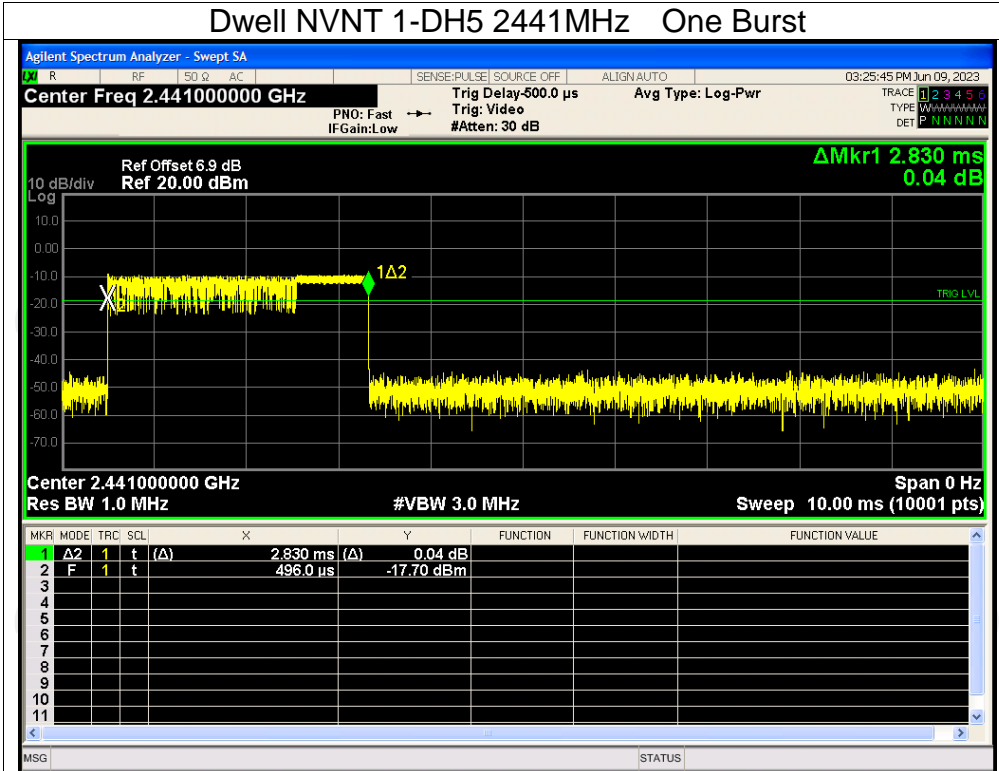 Dwell NVNT 1-DH5 2441MHz One Burst
Agilent Spectrum Analyzer - Swept SA
LXI R RF 50 Ω AC SENSE:PULSE SOURCE OFF ALIGN AUTO 03:25:45 PM Jun 09, 2023
Center Freq 2.441000000 GHz Trig Delay-500.0 µs Avg Type: Log-Pwr TRACE 1 2 3 4 5 6
PNO: Fast Trig: Video TYPE WWWWWW
IFGain:Low #Atten: 30 dB DET P N N N N N
ΔMkr1 2.830 ms
0.04 dB
Ref Offset 6.9 dB
10 dB/div Ref 20.00 dBm
Log
10.0
0.00
-10.0
1Δ2
TRIG LVL
-20.0
-30.0
-40.0
-50.0
-60.0
-70.0
Center 2.441000000 GHz Span 0 Hz
Res BW 1.0 MHz #VBW 3.0 MHz Sweep 10.00 ms (10001 pts)
MKR MODE TRC SCL X Y FUNCTION FUNCTION WIDTH FUNCTION VALUE
1 Δ2 1 t (Δ) 2.830 ms (Δ) 0.04 dB
2 F 1 t 496.0 µs -17.70 dBm
3
4
5
6
7
8
9
10
11
MSG STATUS